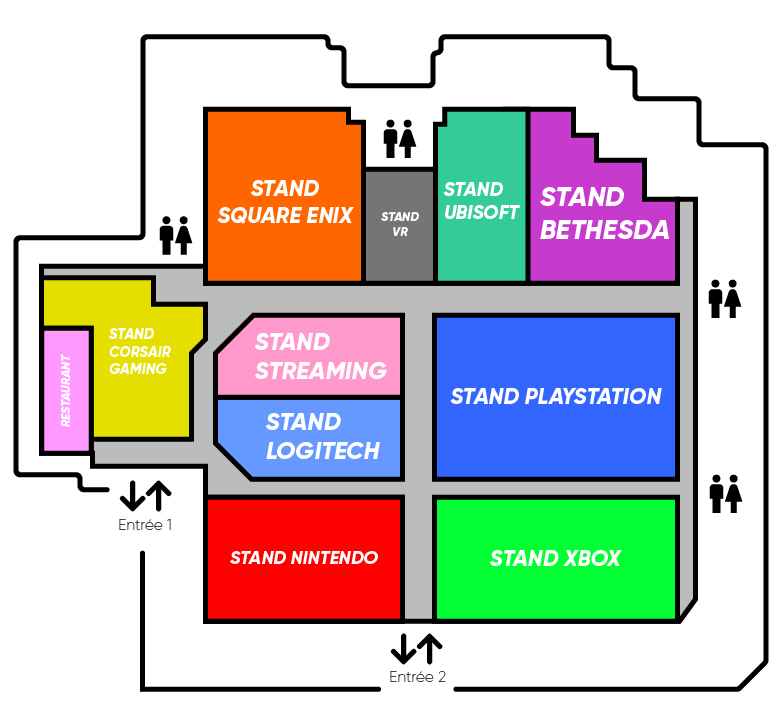 STAND
SQUARE ENIX
STAND
VR
STAND
UBISOFT
STAND
BETHESDA
STAND
CORSAIR
GAMING
RESTAURANT
STAND
STREAMING
STAND
LOGITECH
STAND PLAYSTATION
STAND NINTENDO
STAND XBOX
Entrée 1
Entrée 2